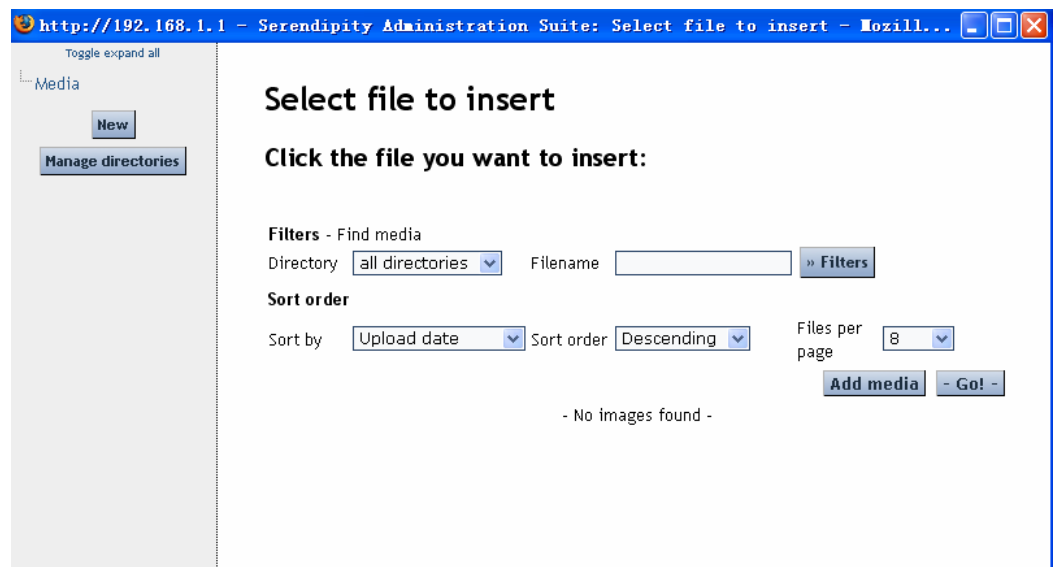 http://192.168.1.1 - Serendipity Administration Suite: Select file to insert - Mozill...
Toggle expand all
Media
New
Manage directories
Select file to insert
Click the file you want to insert:
Filters - Find media
Directory all directories Filename » Filters
Sort order
Sort by Upload date Sort order Descending Files per page 8
Add media - Go! -
- No images found -